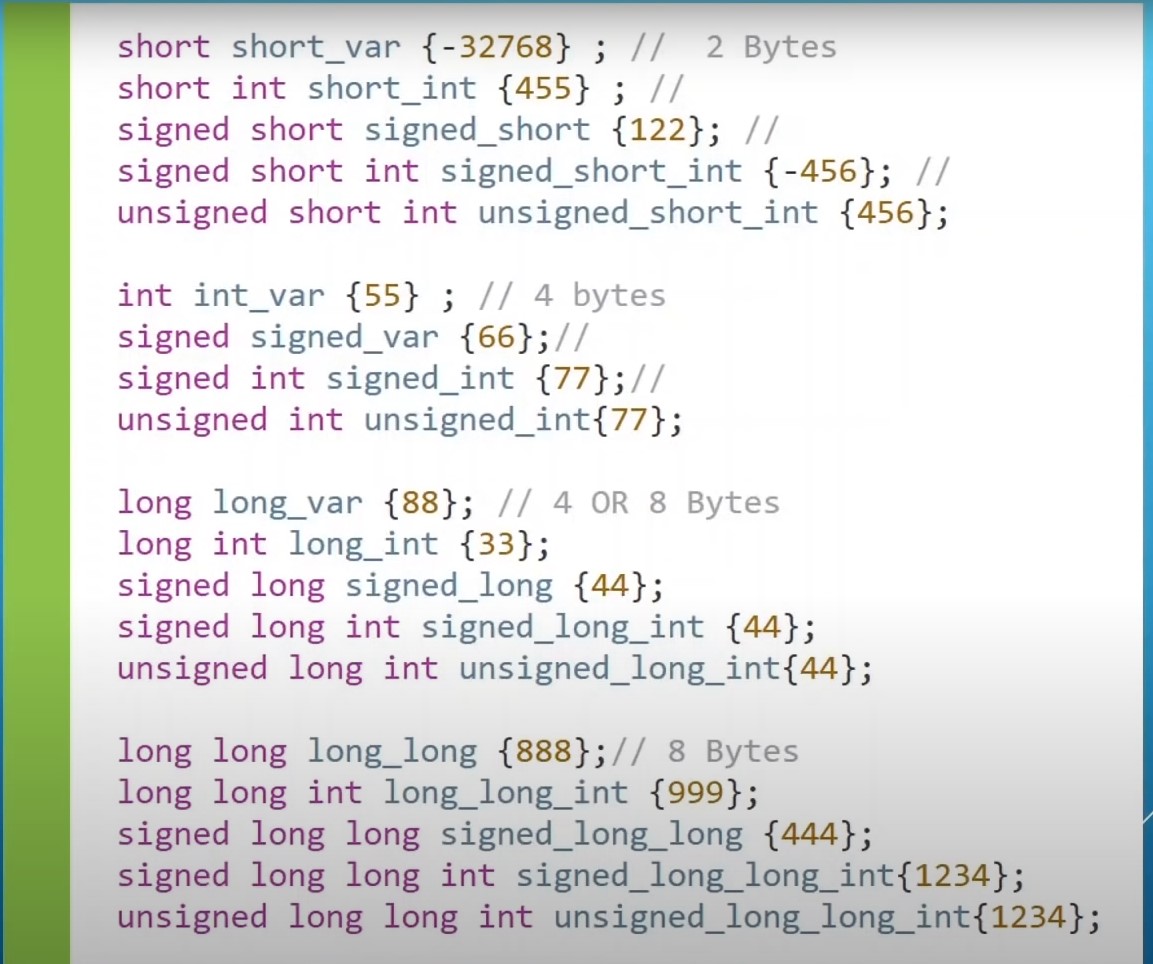 short short_var {-32768} ; //  2 Bytes
short int short_int {455} ; //
signed short signed_short {122}; //
signed short int signed_short_int {-456}; //
unsigned short int unsigned_short_int {456};

int int_var {55} ; // 4 bytes
signed signed_var {66};//
signed int signed_int {77};//
unsigned int unsigned_int{77};

long long_var {88}; // 4 OR 8 Bytes
long int long_int {33};
signed long signed_long {44};
signed long int signed_long_int {44};
unsigned long int unsigned_long_int{44};

long long long_long {888};// 8 Bytes
long long int long_long_int {999};
signed long long signed_long_long {444};
signed long long int signed_long_long_int{1234};
unsigned long long int unsigned_long_long_int{1234};